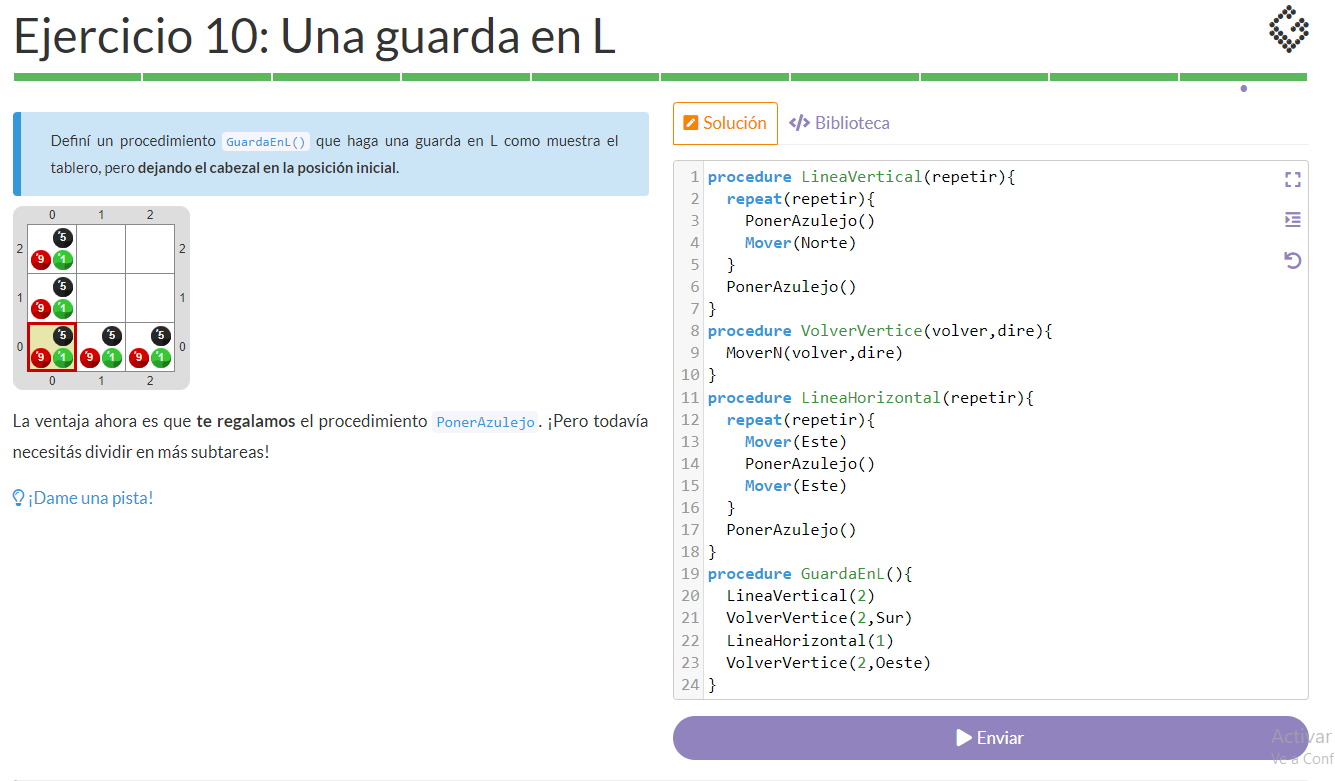 Ejercicio 10: Una guarda en L
Definí un procedimiento GuardaEnL() que haga una guarda en L como muestra el
tablero, pero dejando el cabezal en la posición inicial.
0 1 2
5
2 9 1 2
5
1 9 1 1
5 5 5
0 9 1 9 1 9 1 0
0 1 2
La ventaja ahora es que te regalamos el procedimiento PonerAzulejo. ¡Pero todavía
necesitás dividir en más subtareas!
¡Dame una pista!
Solución </> Biblioteca
1 procedure LineaVertical(repetir){
2 repeat(repetir){
3 PonerAzulejo()
4 Mover(Norte)
5 }
6 PonerAzulejo()
7 }
8 procedure VolverVertice(volver,dire){
9 MoverN(volver,dire)
10 }
11 procedure LineaHorizontal(repetir){
12 repeat(repetir){
13 Mover(Este)
14 PonerAzulejo()
15 Mover(Este)
16 }
17 PonerAzulejo()
18 }
19 procedure GuardaEnL(){
20 LineaVertical(2)
21 VolverVertice(2,Sur)
22 LineaHorizontal(1)
23 VolverVertice(2,Oeste)
24 }
Enviar
Activar
Ve a Conf